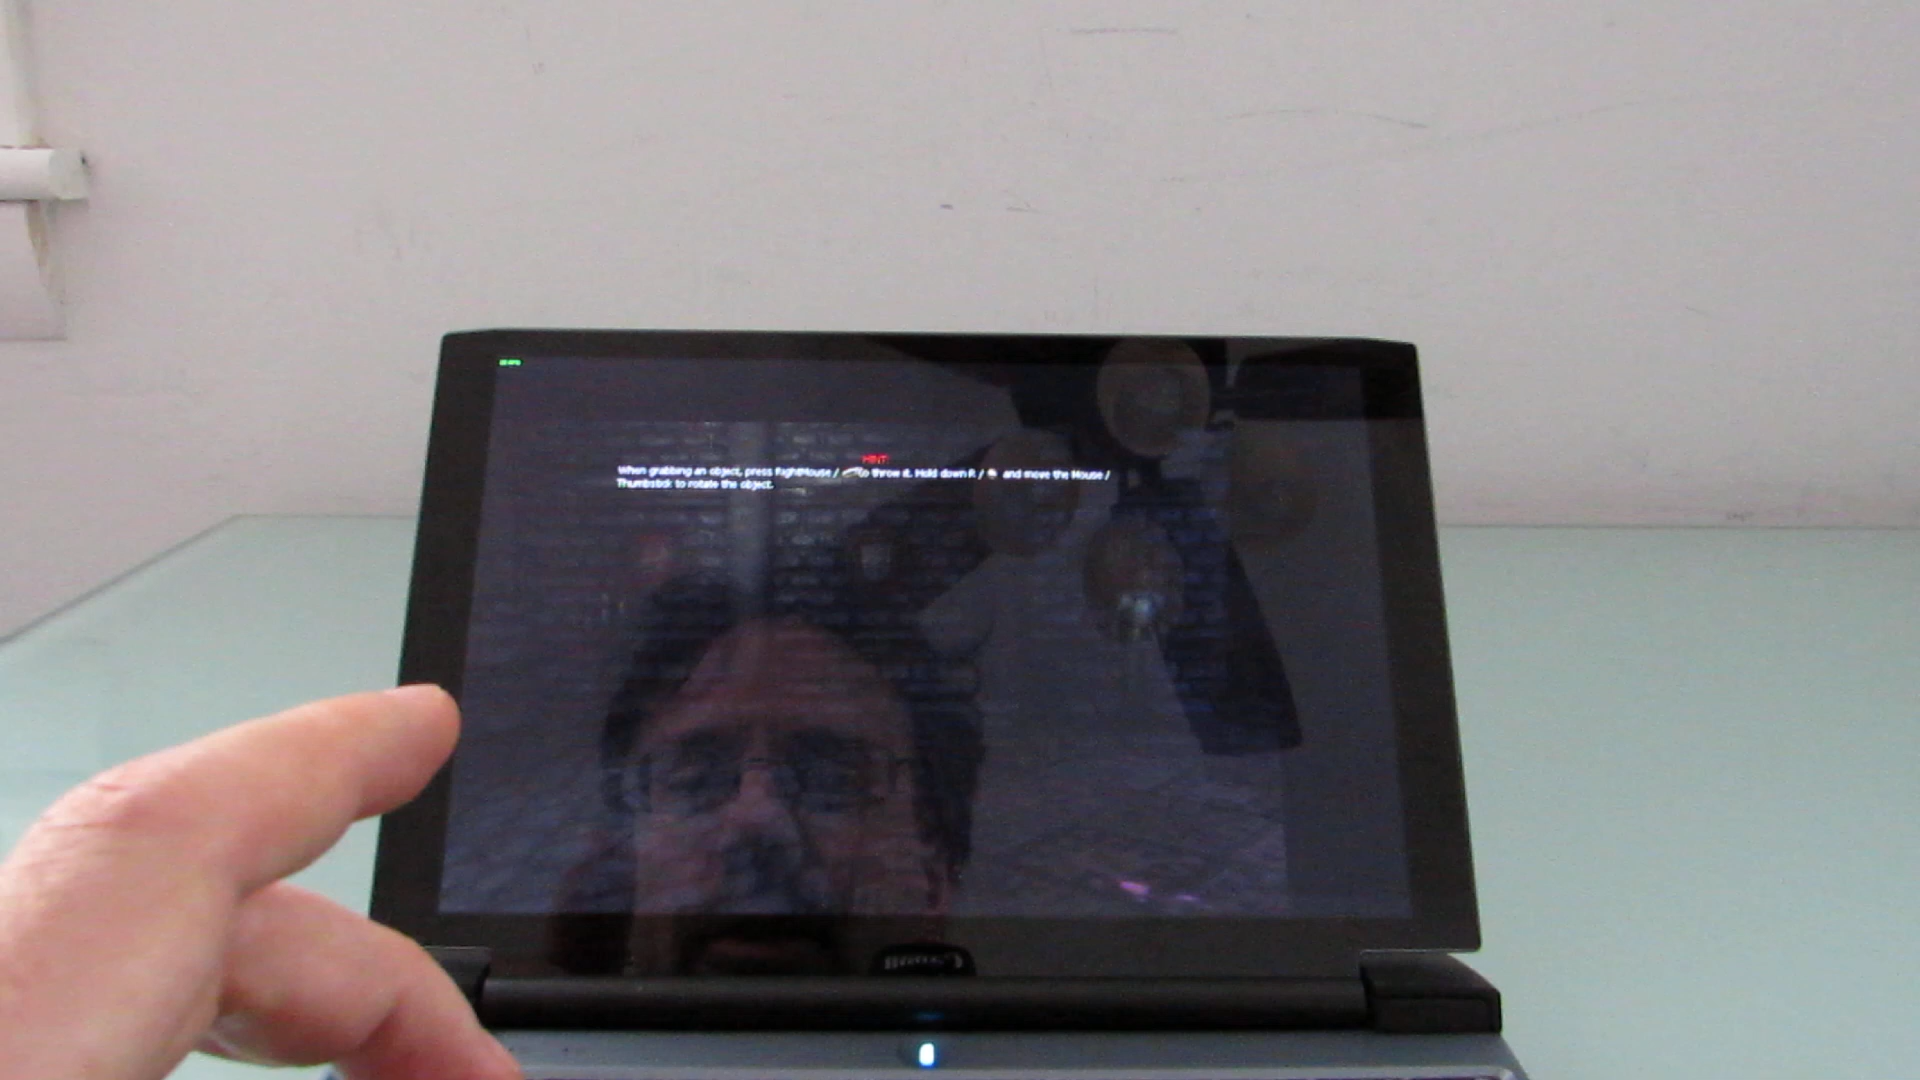 HINT:
When grabbing an object, press RightMouse / to throw it. Hold down R / and move the Mouse /
Thumbstick to rotate the object.